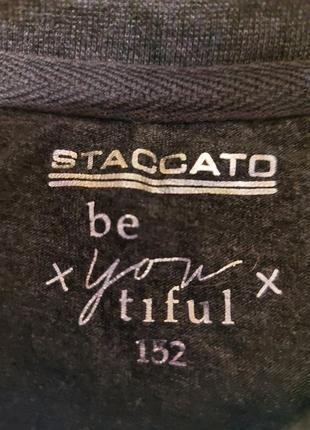 STACCATO
be
x you x
tiful
152